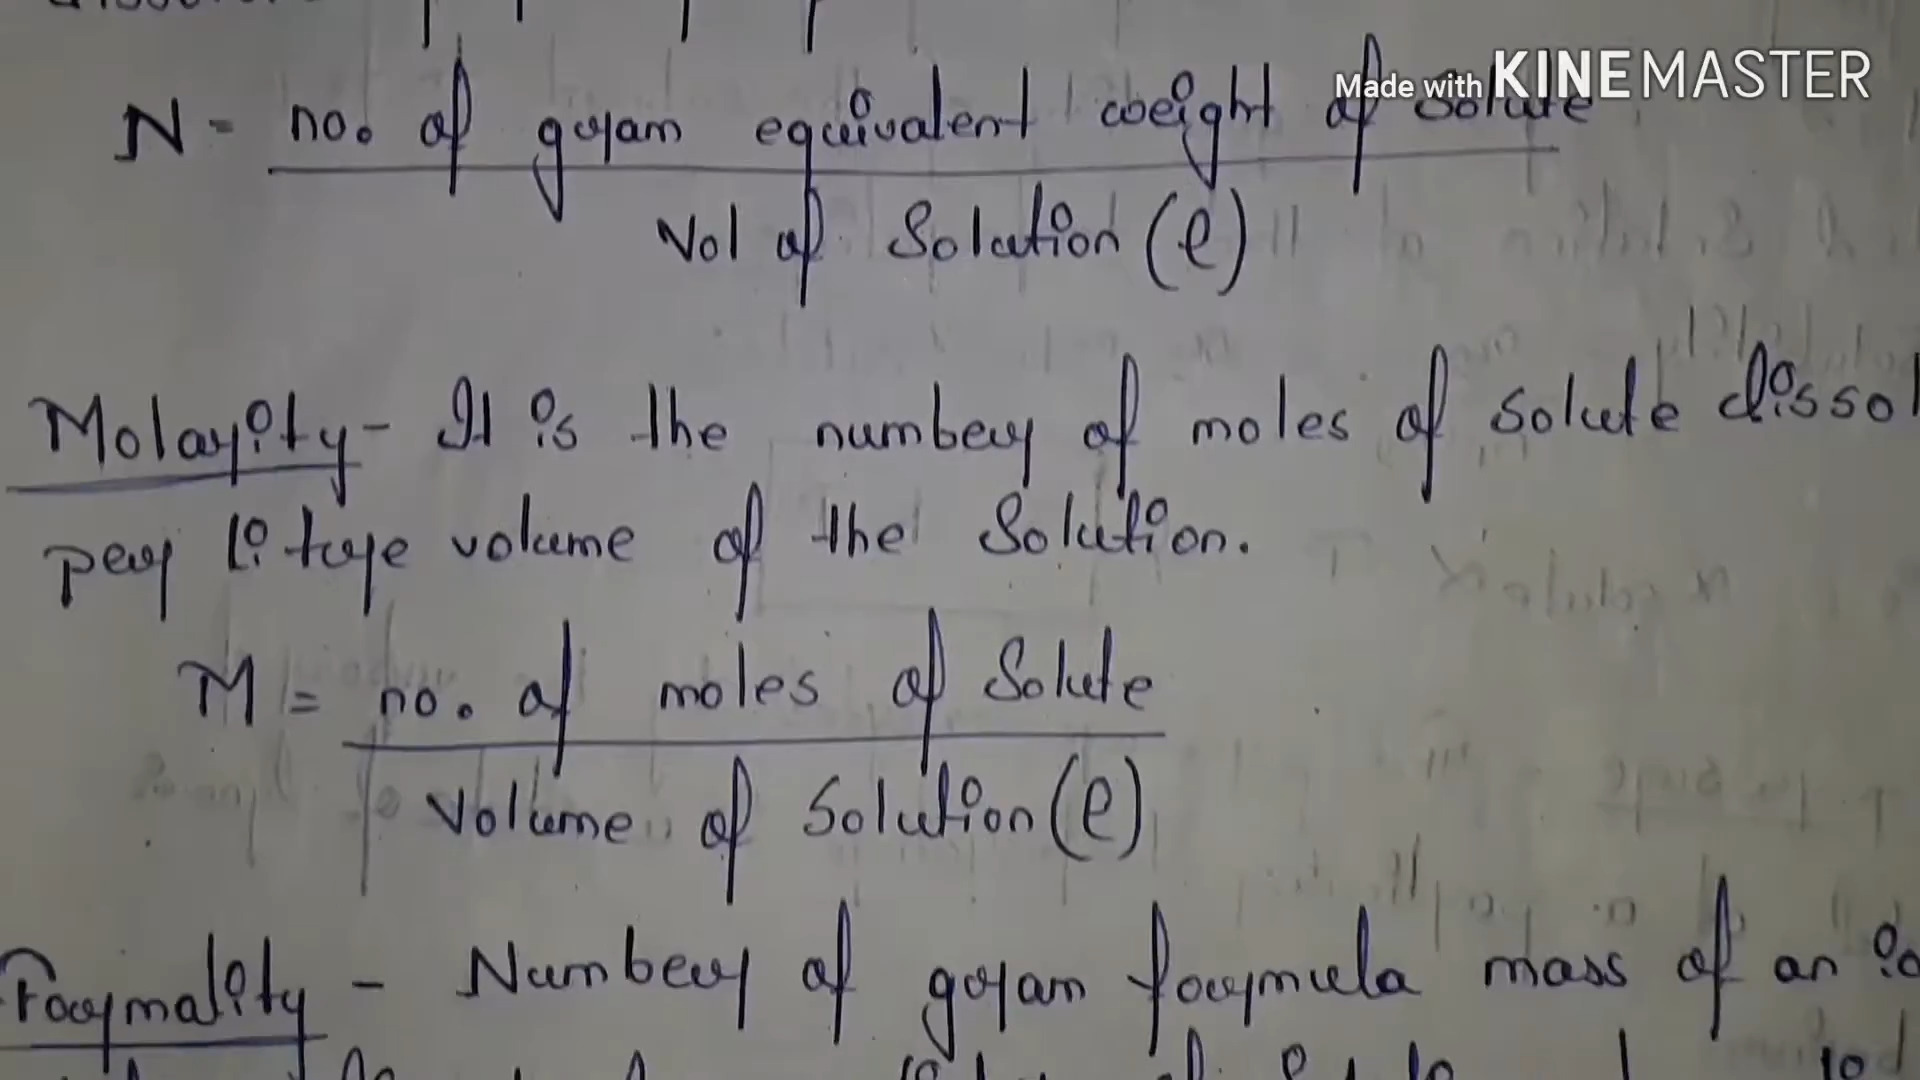 Made with KINEMASTER
N - no. of gram equivalent weight of solute
Vol of Solution (l)
Molarity - It is the number of moles of solute dissol
per litre volume of the Solution.
M = no. of moles of Solute
Volume of Solution (l)
Formality - Number of gram formula mass of an